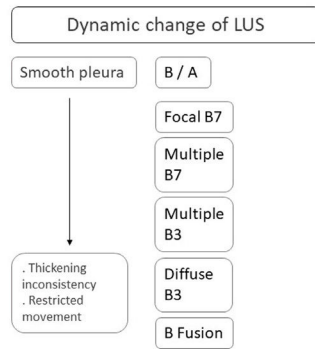 Dynamic change of LUS
Smooth pleura
B / A
Focal B7
Multiple
B7
Multiple
B3
. Thickening
inconsistency
. Restricted
movement
Diffuse
B3
B Fusion